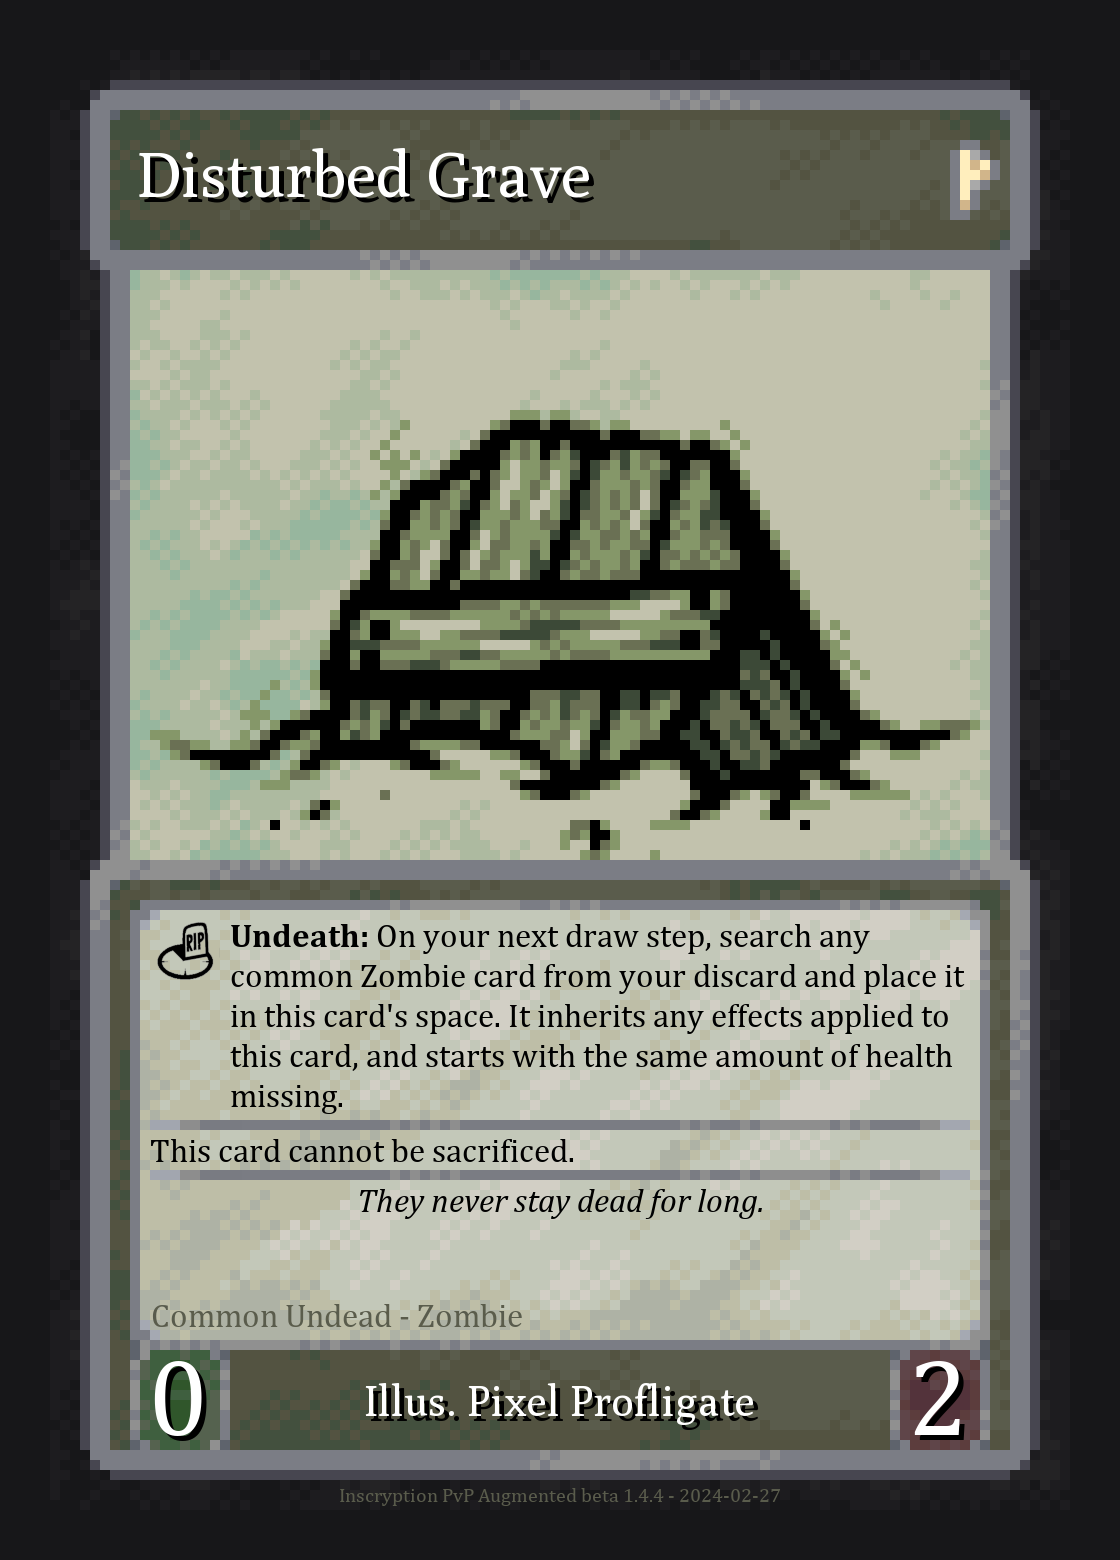 Disturbed Grave
RIP
Undeath: On your next draw step, search any
common Zombie card from your discard and place it
in this card's space. It inherits any effects applied to
this card, and starts with the same amount of health
missing.
This card cannot be sacrificed.
They never stay dead for long.
Common Undead - Zombie
0
Illus. Pixel Profligate
2
Inscryption PvP Augmented beta 1.4.4 - 2024-02-27